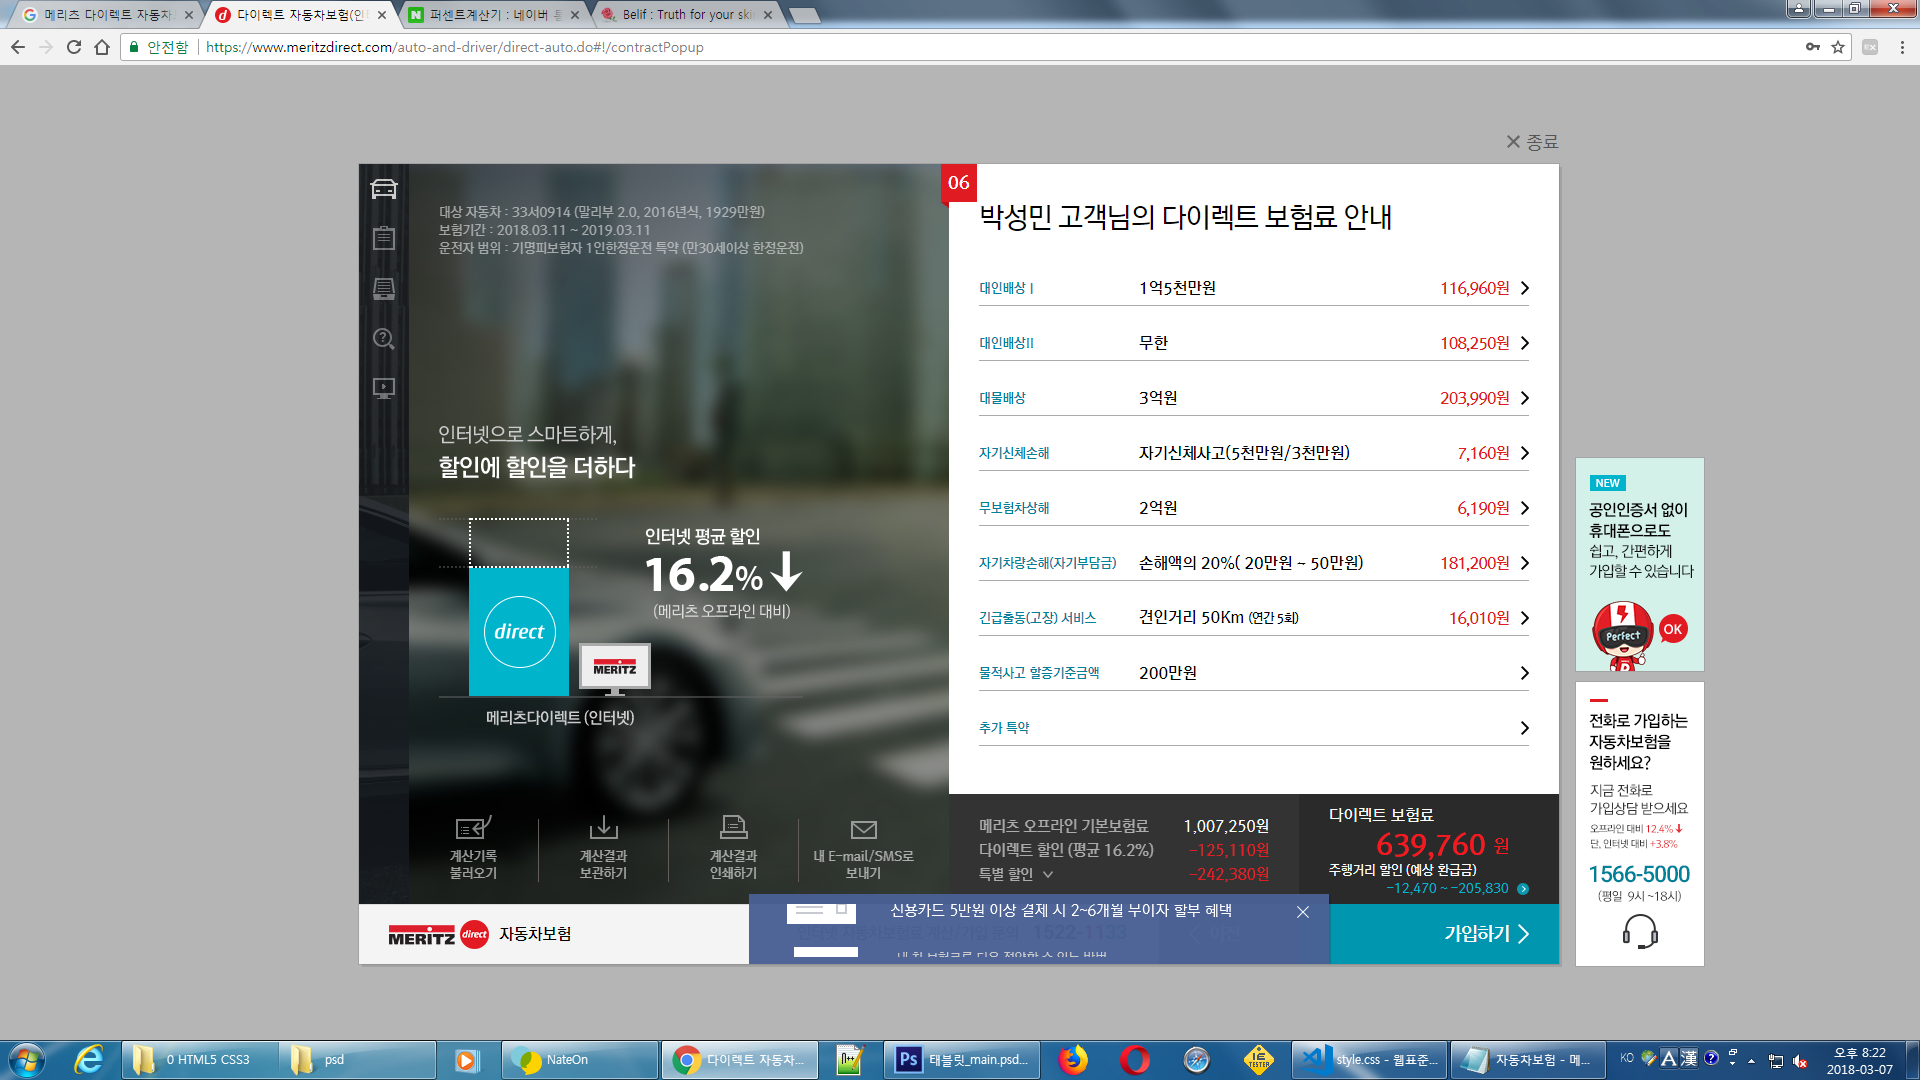 메리츠 다이렉트 자동차보
다이렉트 자동차보험(인터
퍼센트계산기 : 네이버 통
Belif : Truth for your ski
안전함
https://www.meritzdirect.com/auto-and-driver/direct-auto.do#!/contractPopup
종료
대상 자동차 : 33서0914 (말리부 2.0, 2016년식, 1929만원)
보험기간 : 2018.03.11 ~ 2019.03.11
운전자 범위 : 기명피보험자 1인한정운전 특약 (만30세이상 한정운전)
인터넷으로 스마트하게,
할인에 할인을 더하다
인터넷 평균 할인
16.2%
(메리츠 오프라인 대비)
direct
MERITZ
메리츠다이렉트 (인터넷)
계산기록
불러오기
계산결과
보관하기
계산결과
인쇄하기
내 E-mail/SMS로
보내기
06
박성민 고객님의 다이렉트 보험료 안내
대인배상 I 1억5천만원 116,960원
대인배상II 무한 108,250원
대물배상 3억원 203,990원
자기신체손해 자기신체사고(5천만원/3천만원) 7,160원
무보험차상해 2억원 6,190원
자기차량손해(자기부담금) 손해액의 20%( 20만원 ~ 50만원) 181,200원
긴급출동(고장) 서비스 견인거리 50Km (연간 5회) 16,010원
물적사고 할증기준금액 200만원
추가 특약
메리츠 오프라인 기본보험료 1,007,250원
다이렉트 할인 (평균 16.2%) -125,110원
특별 할인 -242,380원
다이렉트 보험료
639,760 원
주행거리 할인 (예상 환급금)
-12,470 ~ -205,830
MERITZ direct 자동차보험
신용카드 5만원 이상 결제 시 2~6개월 무이자 할부 혜택
인터넷 자동차보험료 계산/가입 문의 1522-1133
이전
가입하기
NEW
공인인증서 없이
휴대폰으로도
쉽고, 간편하게
가입할 수 있습니다
Perfect
OK
전화로 가입하는
자동차보험을
원하세요?
지금 전화로
가입상담 받으세요
오프라인 대비 12.4%
단, 인터넷 대비 +3.8%
1566-5000
(평일 9시 ~18시)
0 HTML5 CSS3
psd
NateOn
다이렉트 자동차...
태블릿_main.psd...
style.css - 웹표준...
자동차보험 - 메...
KO
A 漢
오후 8:22
2018-03-07